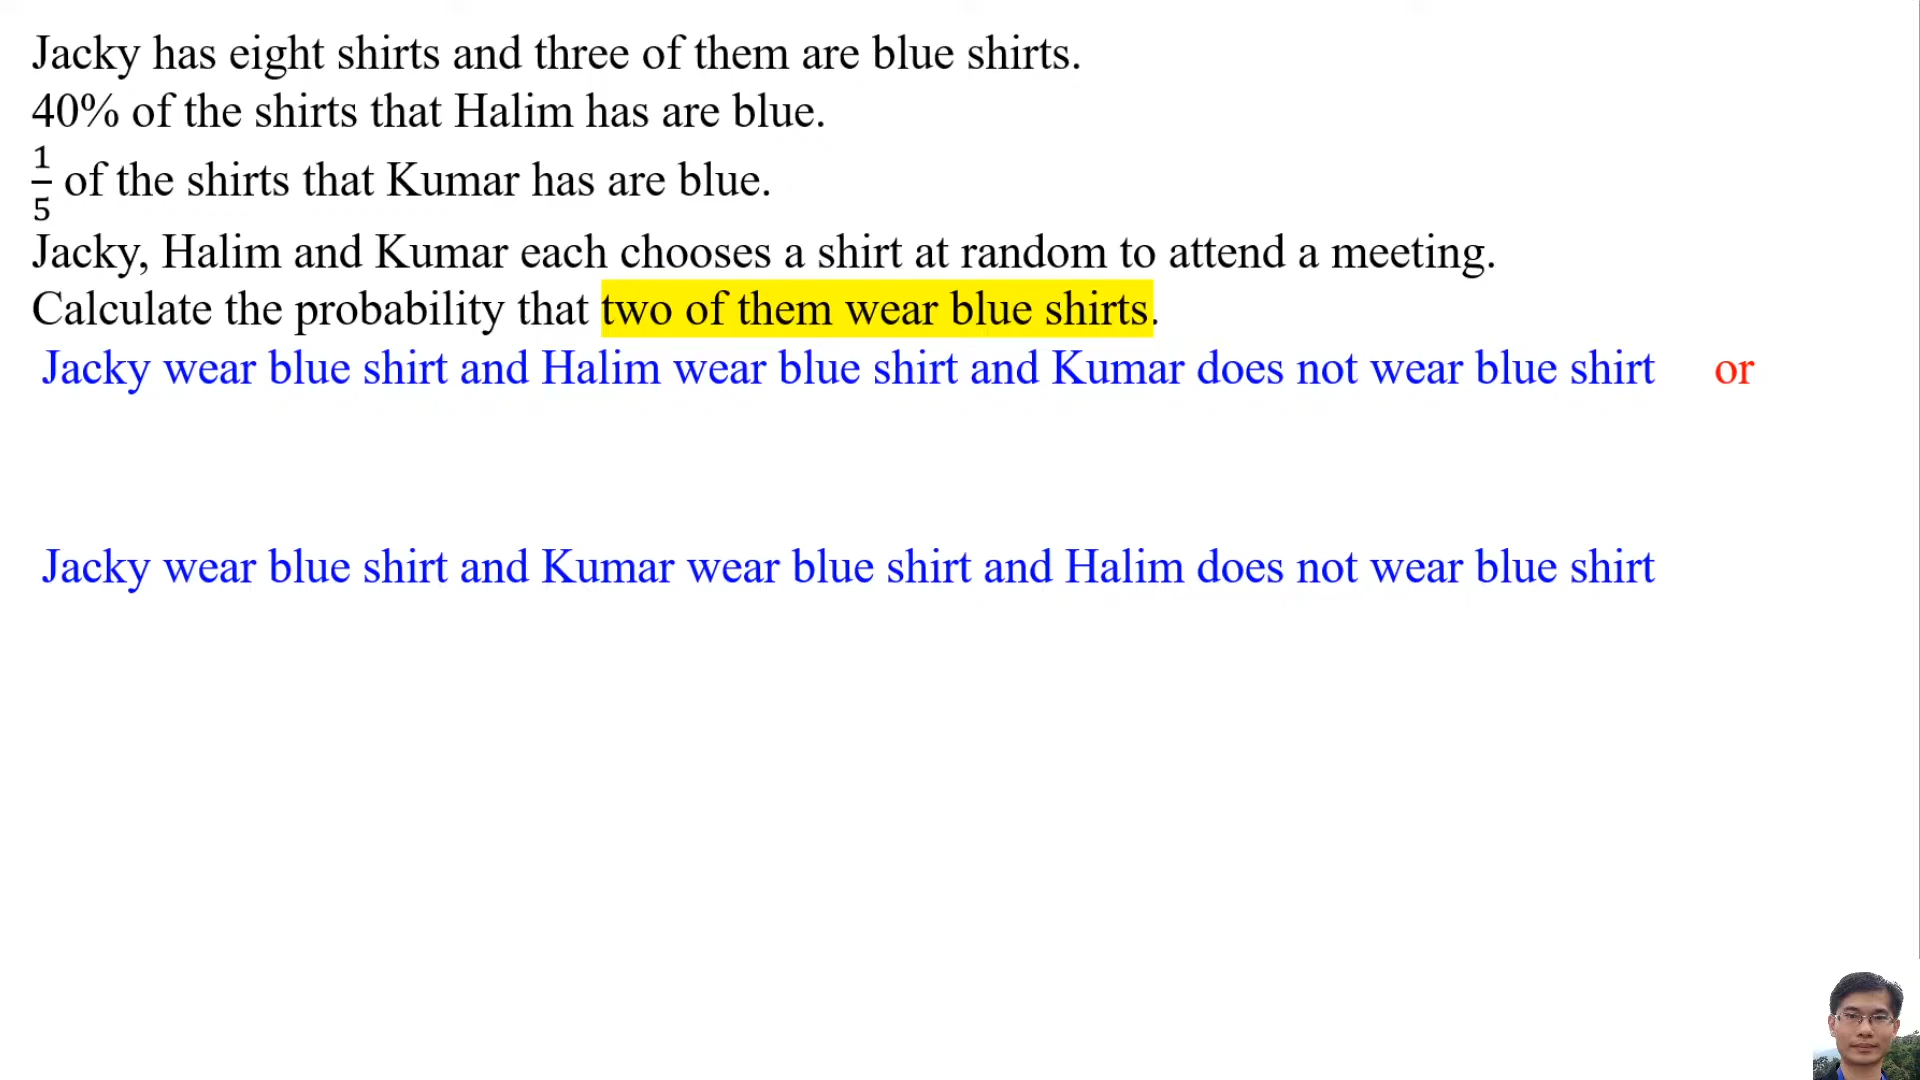 Jacky has eight shirts and three of them are blue shirts.
40% of the shirts that Halim has are blue.
1/5 of the shirts that Kumar has are blue.
Jacky, Halim and Kumar each chooses a shirt at random to attend a meeting.
Calculate the probability that two of them wear blue shirts.
Jacky wear blue shirt and Halim wear blue shirt and Kumar does not wear blue shirt or
Jacky wear blue shirt and Kumar wear blue shirt and Halim does not wear blue shirt